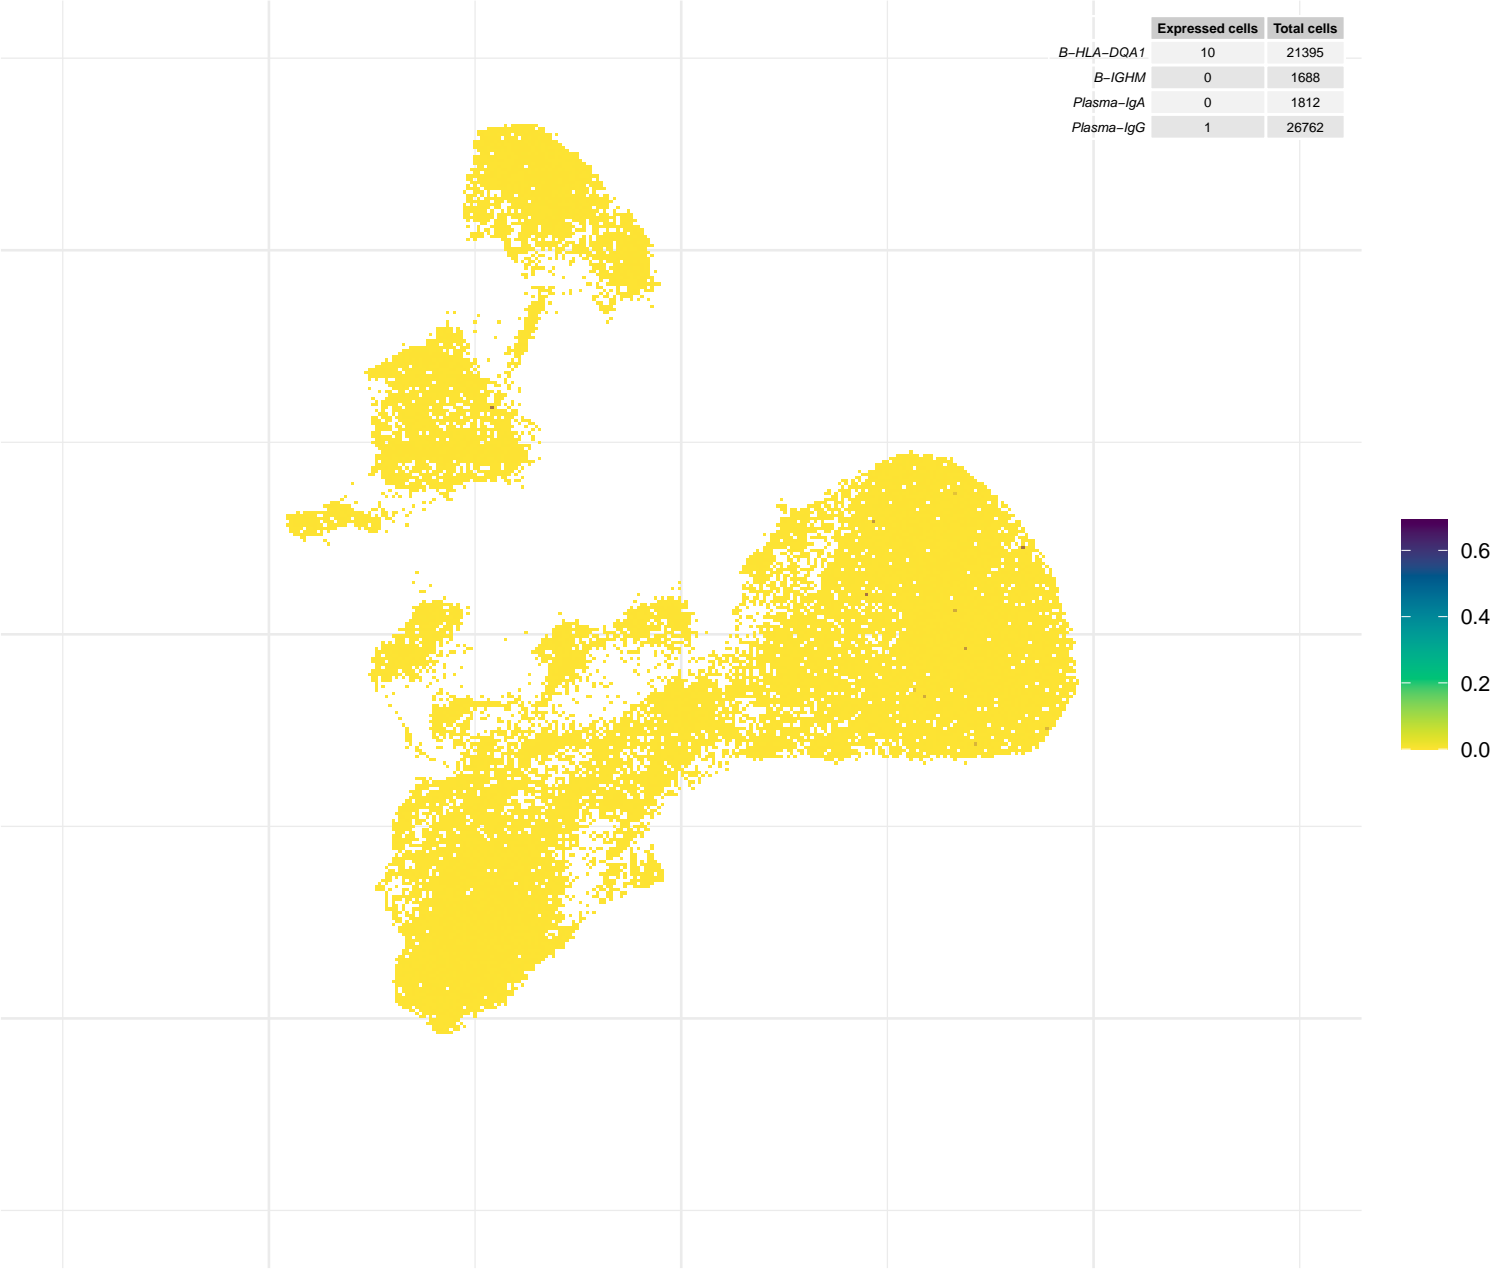 Expressed cells Total cells
B−HLA−DQA1 10 21395
B−IGHM 0 1688
Plasma−IgA 0 1812
Plasma−IgG 1 26762
0.6
0.4
0.2
0.0